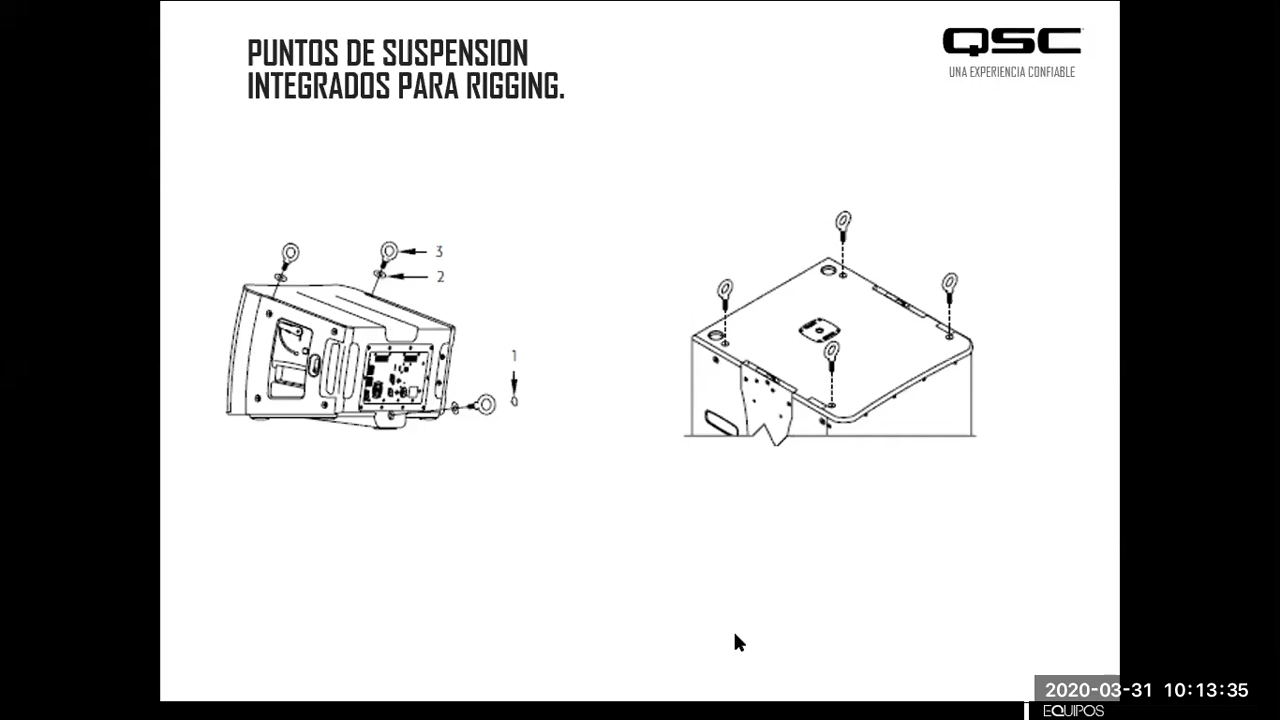 PUNTOS DE SUSPENSION
INTEGRADOS PARA RIGGING.
QSC
UNA EXPERIENCIA CONFIABLE
3
2
1
2020-03-31 10:13:35
EQUIPOS